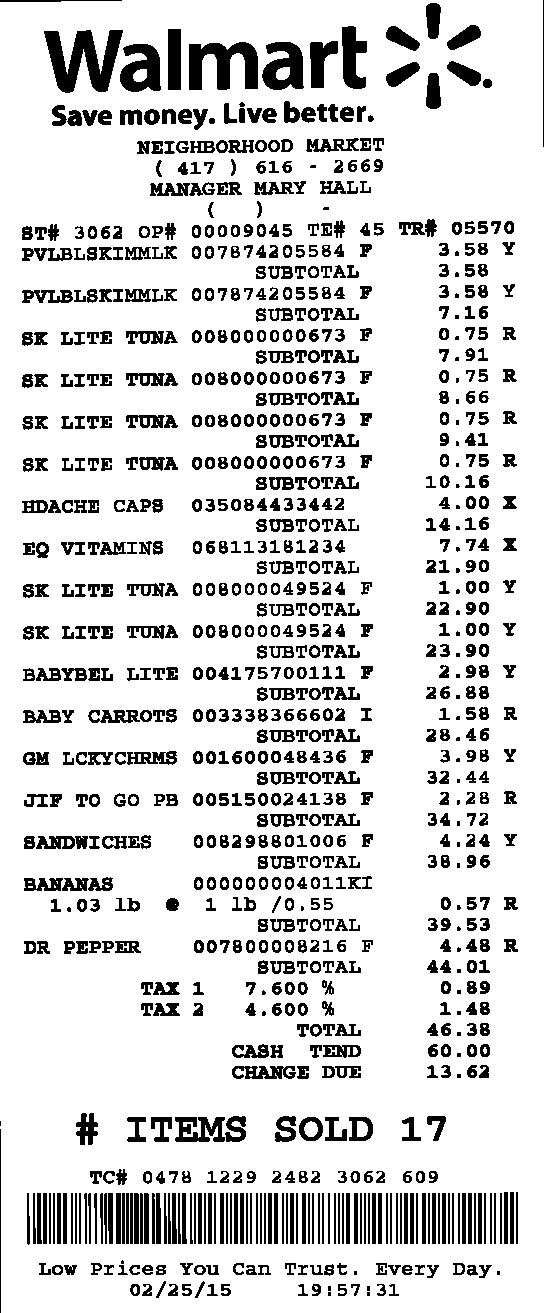 Walmart
Save money. Live better.
NEIGHBORHOOD MARKET
( 417 ) 616 - 2669
MANAGER MARY HALL
( ) -
ST# 3062 OP# 00009045 TE# 45 TR# 05570
PVLBLSKIMMLK 007874205584 F 3.58 Y
SUBTOTAL 3.58
PVLBLSKIMMLK 007874205584 F 3.58 Y
SUBTOTAL 7.16
SK LITE TUNA 008000000673 F 0.75 R
SUBTOTAL 7.91
SK LITE TUNA 008000000673 F 0.75 R
SUBTOTAL 8.66
SK LITE TUNA 008000000673 F 0.75 R
SUBTOTAL 9.41
SK LITE TUNA 008000000673 F 0.75 R
SUBTOTAL 10.16
HDACHE CAPS 035084433442 4.00 X
SUBTOTAL 14.16
EQ VITAMINS 068113181234 7.74 X
SUBTOTAL 21.90
SK LITE TUNA 008000049524 F 1.00 Y
SUBTOTAL 22.90
SK LITE TUNA 008000049524 F 1.00 Y
SUBTOTAL 23.90
BABYBEL LITE 004175700111 F 2.98 Y
SUBTOTAL 26.88
BABY CARROTS 003338366602 I 1.58 R
SUBTOTAL 28.46
GM LCKYCHRMS 001600048436 F 3.98 Y
SUBTOTAL 32.44
JIF TO GO PB 005150024138 F 2.28 R
SUBTOTAL 34.72
SANDWICHES 008298801006 F 4.24 Y
SUBTOTAL 38.96
BANANAS 000000004011KI
1.03 lb @ 1 lb /0.55 0.57 R
SUBTOTAL 39.53
DR PEPPER 007800008216 F 4.48 R
SUBTOTAL 44.01
TAX 1 7.600 % 0.89
TAX 2 4.600 % 1.48
TOTAL 46.38
CASH TEND 60.00
CHANGE DUE 13.62
# ITEMS SOLD 17
TC# 0478 1229 2482 3062 609
Low Prices You Can Trust. Every Day.
02/25/15 19:57:31